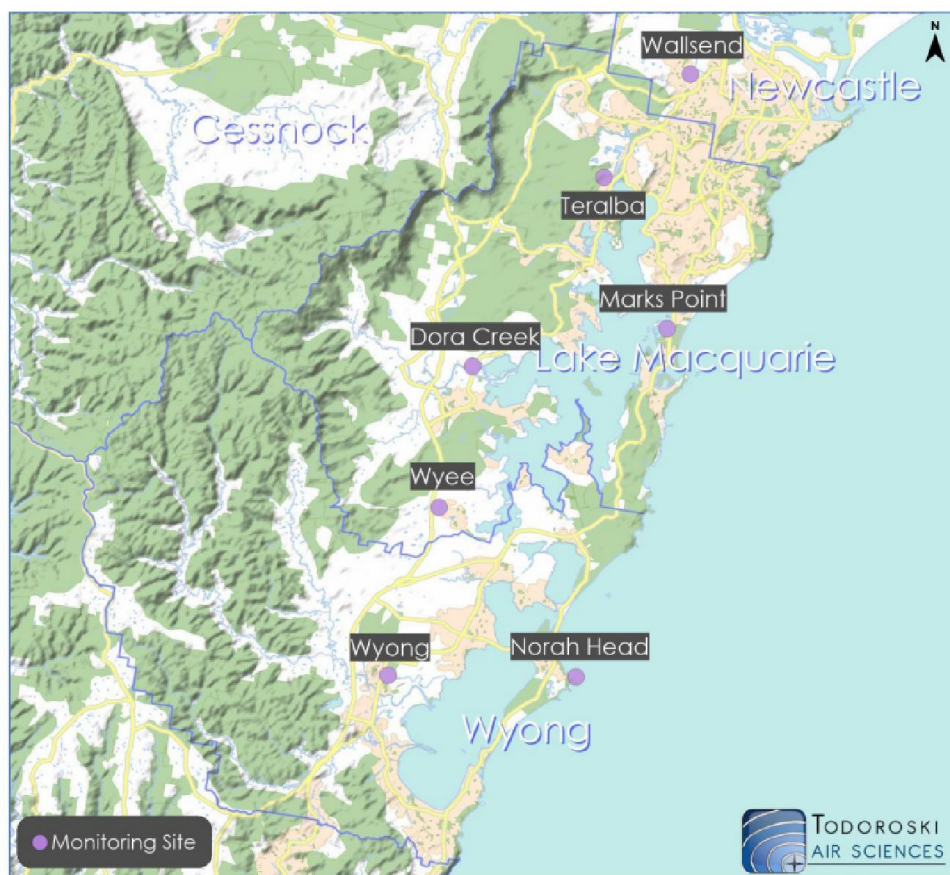 N
Wallsend
Newcastle
Cessnock
Teralba
Marks Point
Dora Creek
Lake Macquarie
Wyee
Wyong
Norah Head
Wyong
Monitoring Site
TODOROSKI
AIR SCIENCES